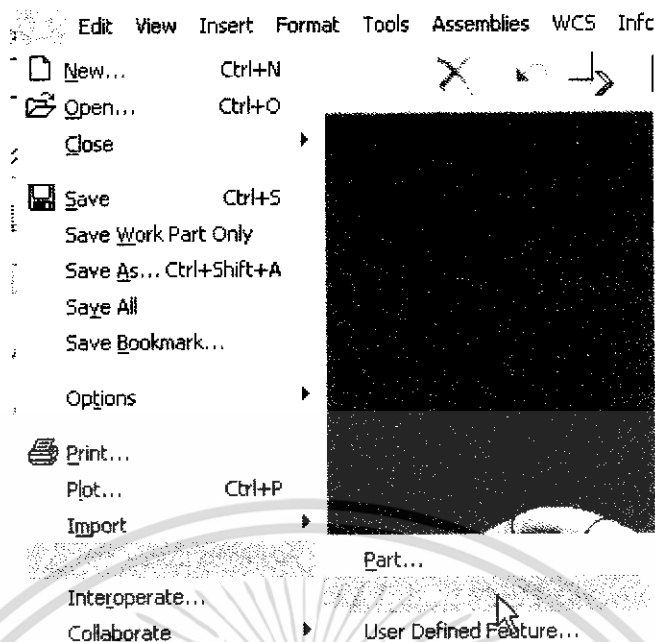 Edit View Insert Format Tools Assemblies WCS Info
New... Ctrl+N
Open... Ctrl+O
Close
Save Ctrl+S
Save Work Part Only
Save As... Ctrl+Shift+A
Save All
Save Bookmark...
Options
Print...
Plot... Ctrl+P
Import
Part...
Interoperate...
Collaborate User Defined Feature...